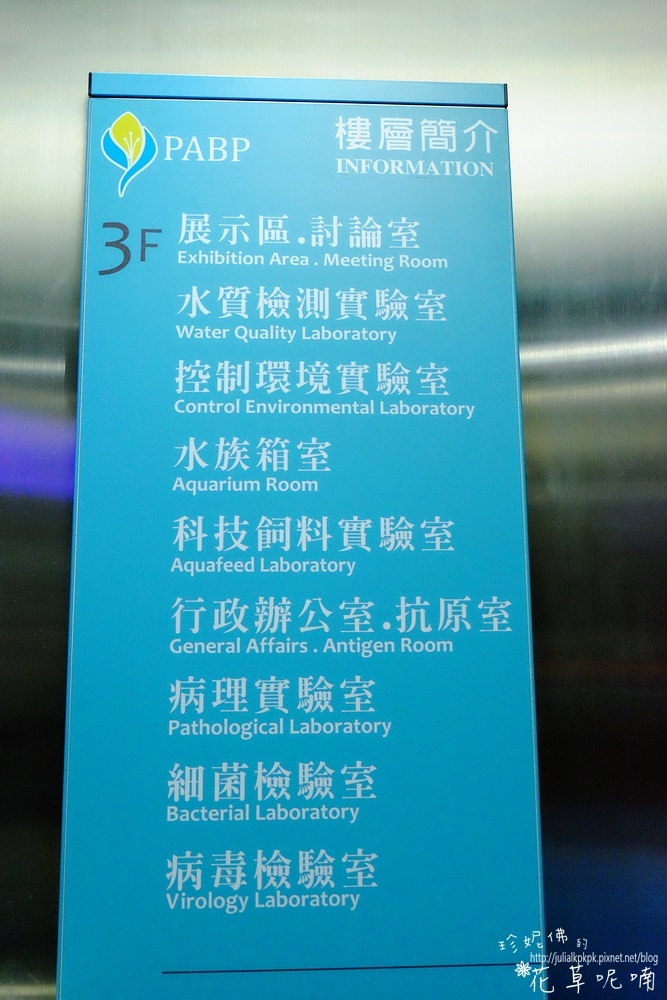 PABP
樓層簡介
INFORMATION
3F
展示區.討論室
Exhibition Area . Meeting Room
水質檢測實驗室
Water Quality Laboratory
控制環境實驗室
Control Environmental Laboratory
水族箱室
Aquarium Room
科技飼料實驗室
Aquafeed Laboratory
行政辦公室.抗原室
General Affairs . Antigen Room
病理實驗室
Pathological Laboratory
細菌檢驗室
Bacterial Laboratory
病毒檢驗室
Virology Laboratory
珍妮佛的
http://julialkpkpk.pixnet.net/blog
花草呢喃